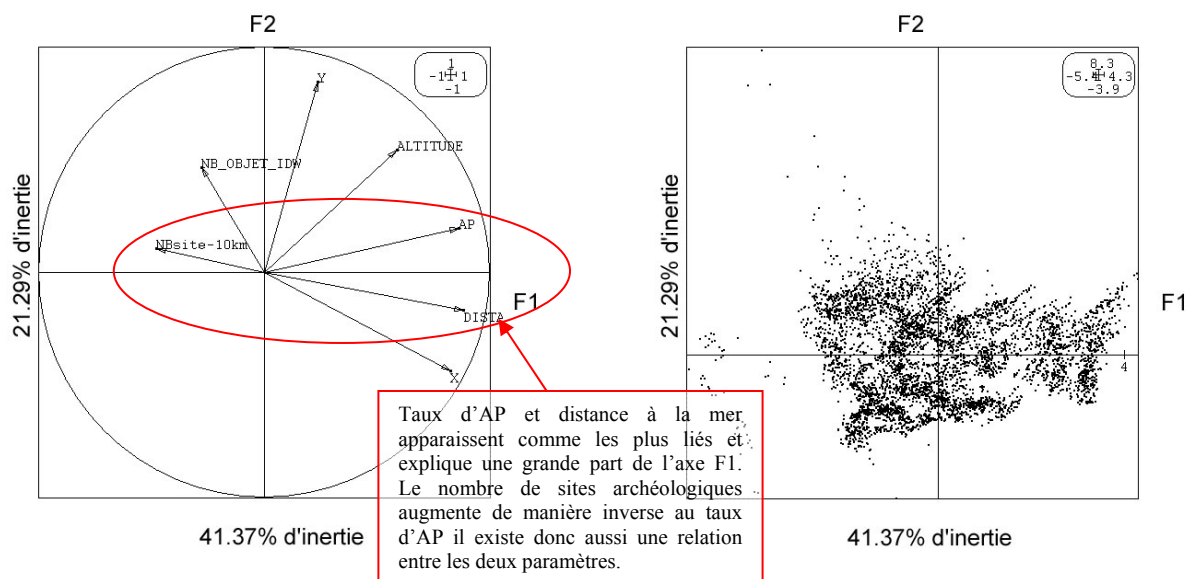 F2
F2
1
-1 1
-1
Y
ALTITUDE
NB_OBJET_IDW
AP
NBsite-10km
DISTA
X
F1
21.29% d'inertie
41.37% d'inertie
8.3
-5.4 4.3
-3.9
4
F1
21.29% d'inertie
41.37% d'inertie
Taux d'AP et distance à la mer
apparaissent comme les plus liés et
explique une grande part de l'axe F1.
Le nombre de sites archéologiques
augmente de manière inverse au taux
d'AP il existe donc aussi une relation
entre les deux paramètres.